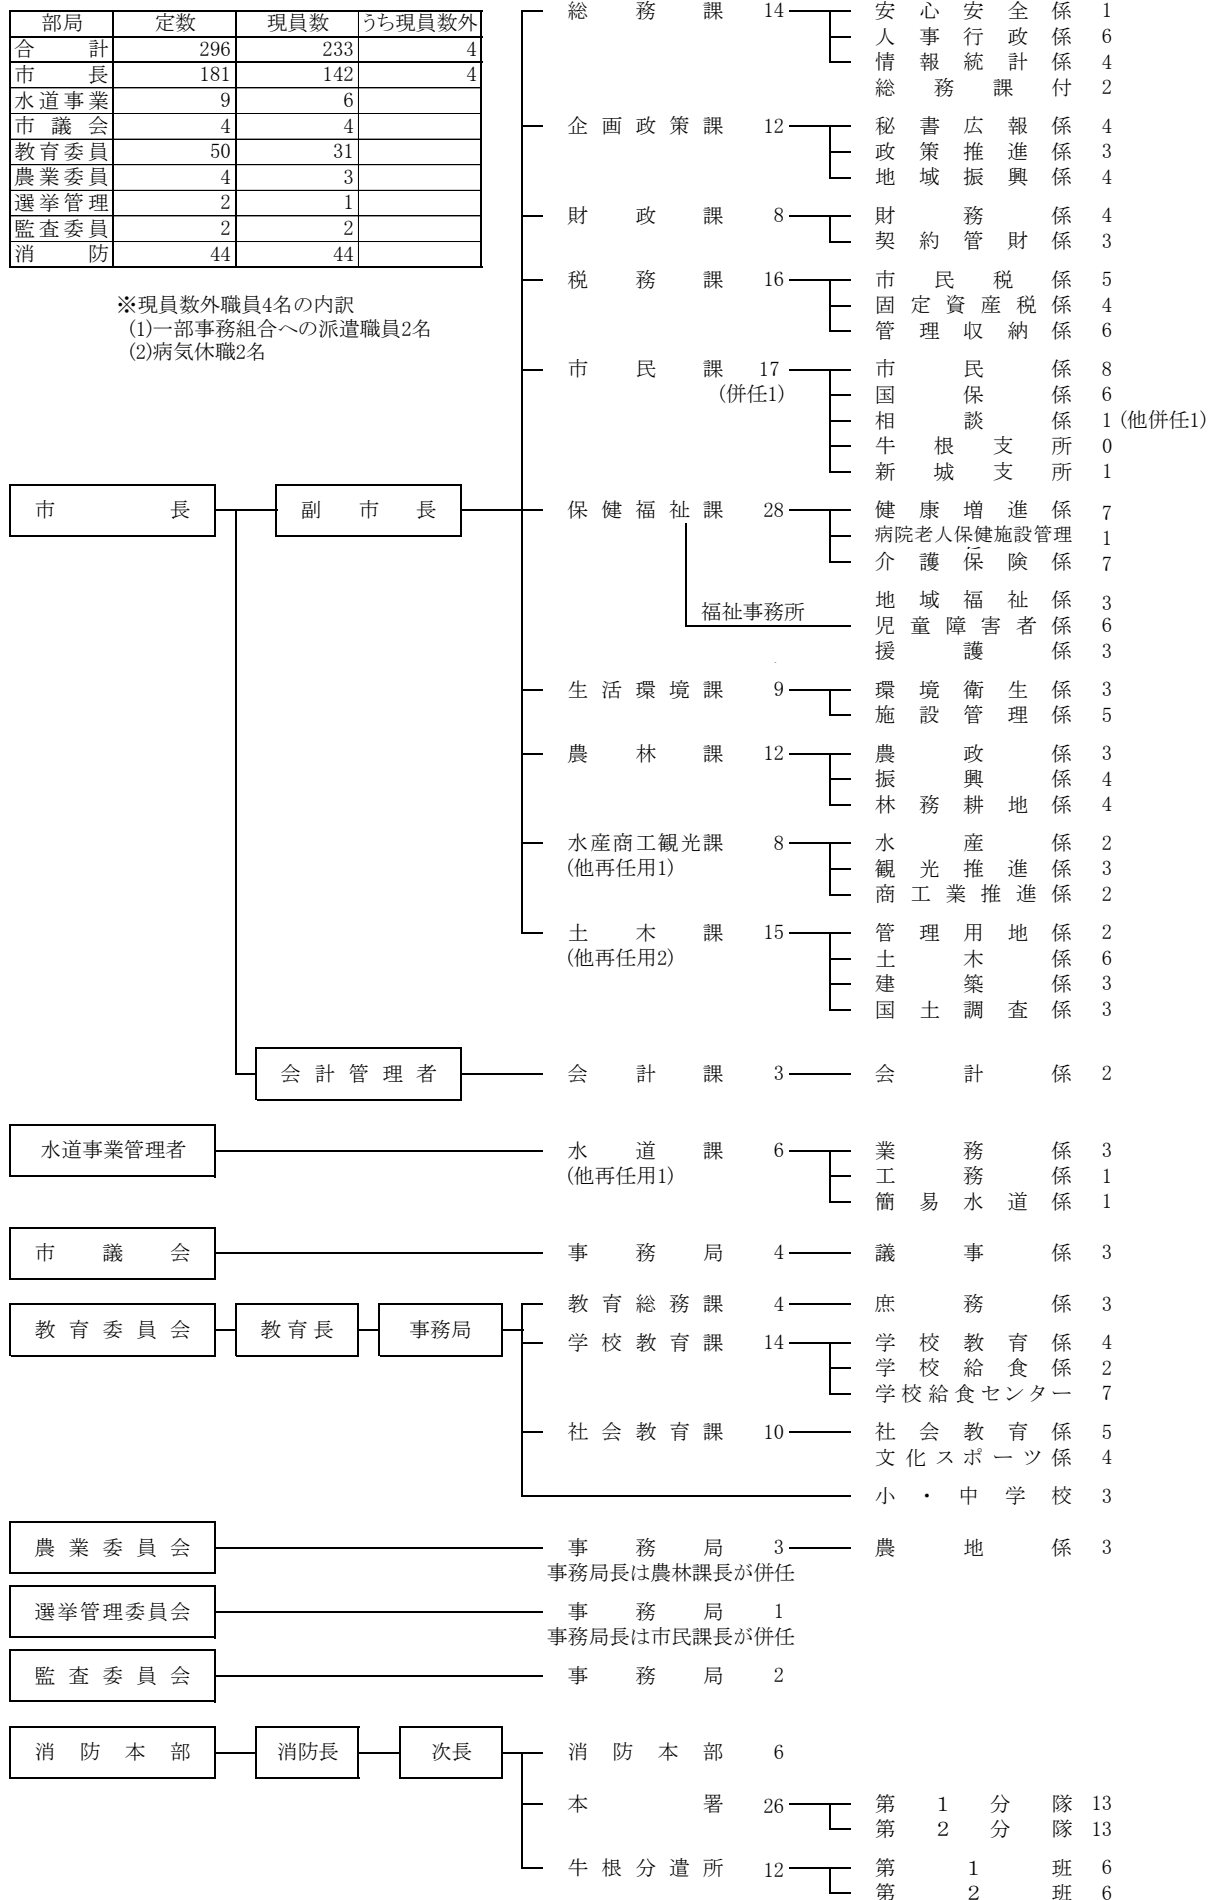 部局 定数 現員数 うち現員数外
合計 296 233 4
市長 181 142 4
水道事業 9 6
市議会 4 4
教育委員 50 31
農業委員 4 3
選挙管理 2 1
監査委員 2 2
消防 44 44
※現員数外職員4名の内訳
(1)一部事務組合への派遣職員2名
(2)病気休職2名
市長
副市長
総務課 14 安心安全係 1
人事行政係 6
情報統計係 4
総務課付 2
企画政策課 12 秘書広報係 4
政策推進係 3
地域振興係 4
財政課 8 財務係 4
契約管財係 3
税務課 16 市民税係 5
固定資産税係 4
管理収納係 6
市民課 17 市民係 8
(併任1) 国保係 6
相談係 1 (他併任1)
牛根支所 0
新城支所 1
保健福祉課 28 健康増進係 7
病院老人保健施設管理 1
介護保険係 7
福祉事務所
地域福祉係 3
児童障害者係 6
援護係 3
生活環境課 9 環境衛生係 3
施設管理係 5
農林課 12 農政係 3
振興係 4
林務耕地係 4
水産商工観光課 8 水産係 2
(他再任用1) 観光推進係 3
商工業推進係 2
土木課 15 管理用地係 2
(他再任用2) 土木係 6
建築係 3
国土調査係 3
会計管理者 会計課 3 会計係 2
水道事業管理者 水道課 6 業務係 3
(他再任用1) 工務係 1
簡易水道係 1
市議会 事務局 4 議事係 3
教育委員会 教育長 事務局
教育総務課 4 庶務係 3
学校教育課 14 学校教育係 4
学校給食係 2
学校給食センター 7
社会教育課 10 社会教育係 5
文化スポーツ係 4
小・中学校 3
農業委員会 事務局 3 農地係 3
事務局長は農林課長が併任
選挙管理委員会 事務局 1
事務局長は市民課長が併任
監査委員会 事務局 2
消防本部 消防長 次長 消防本部 6
本署 26 第1分隊 13
第2分隊 13
牛根分遣所 12 第1班 6
第2班 6